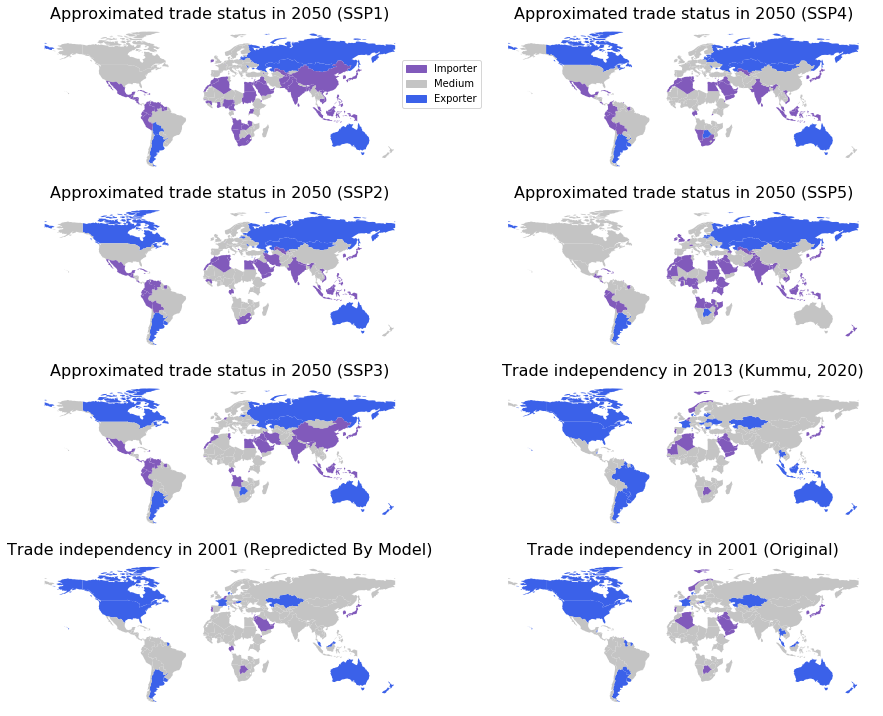 Approximated trade status in 2050 (SSP1)
Approximated trade status in 2050 (SSP4)
Importer
Medium
Exporter
Approximated trade status in 2050 (SSP2)
Approximated trade status in 2050 (SSP5)
Approximated trade status in 2050 (SSP3)
Trade independency in 2013 (Kummu, 2020)
Trade independency in 2001 (Repredicted By Model)
Trade independency in 2001 (Original)